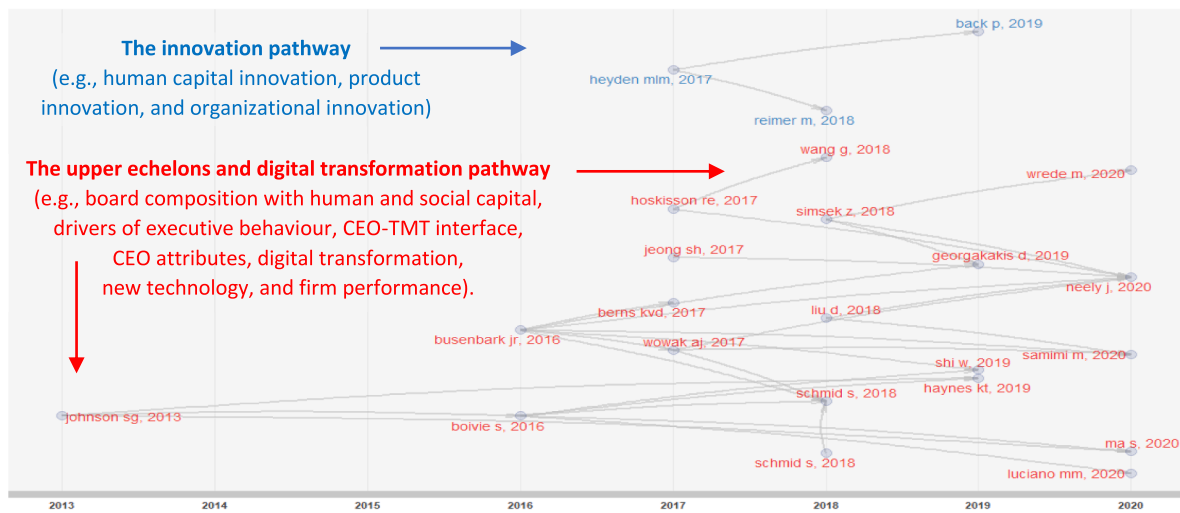 The innovation pathway
(e.g., human capital innovation, product
innovation, and organizational innovation)
back p, 2019
heyden mlm, 2017
reimer m, 2018
The upper echelons and digital transformation pathway
(e.g., board composition with human and social capital,
drivers of executive behaviour, CEO-TMT interface,
CEO attributes, digital transformation,
new technology, and firm performance).
wang g, 2018
wrede m, 2020
hoskisson re, 2017
simsek z, 2018
jeong sh, 2017
georgakakis d, 2019
neely j, 2020
berns kvd, 2017
liu d, 2018
busenbark jr, 2016
wowak aj, 2017
samimi m, 2020
shi w, 2019
haynes kt, 2019
schmid s, 2018
johnson sg, 2013
boivie s, 2016
ma s, 2020
schmid s, 2018
luciano mm, 2020
2013 2014 2015 2016 2017 2018 2019 2020